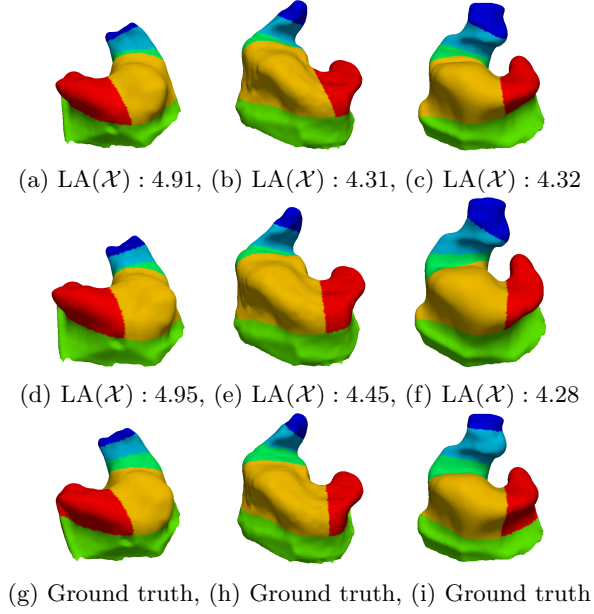 (a) LA(𝒳) : 4.91, (b) LA(𝒳) : 4.31, (c) LA(𝒳) : 4.32
(d) LA(𝒳) : 4.95, (e) LA(𝒳) : 4.45, (f) LA(𝒳) : 4.28
(g) Ground truth, (h) Ground truth, (i) Ground truth